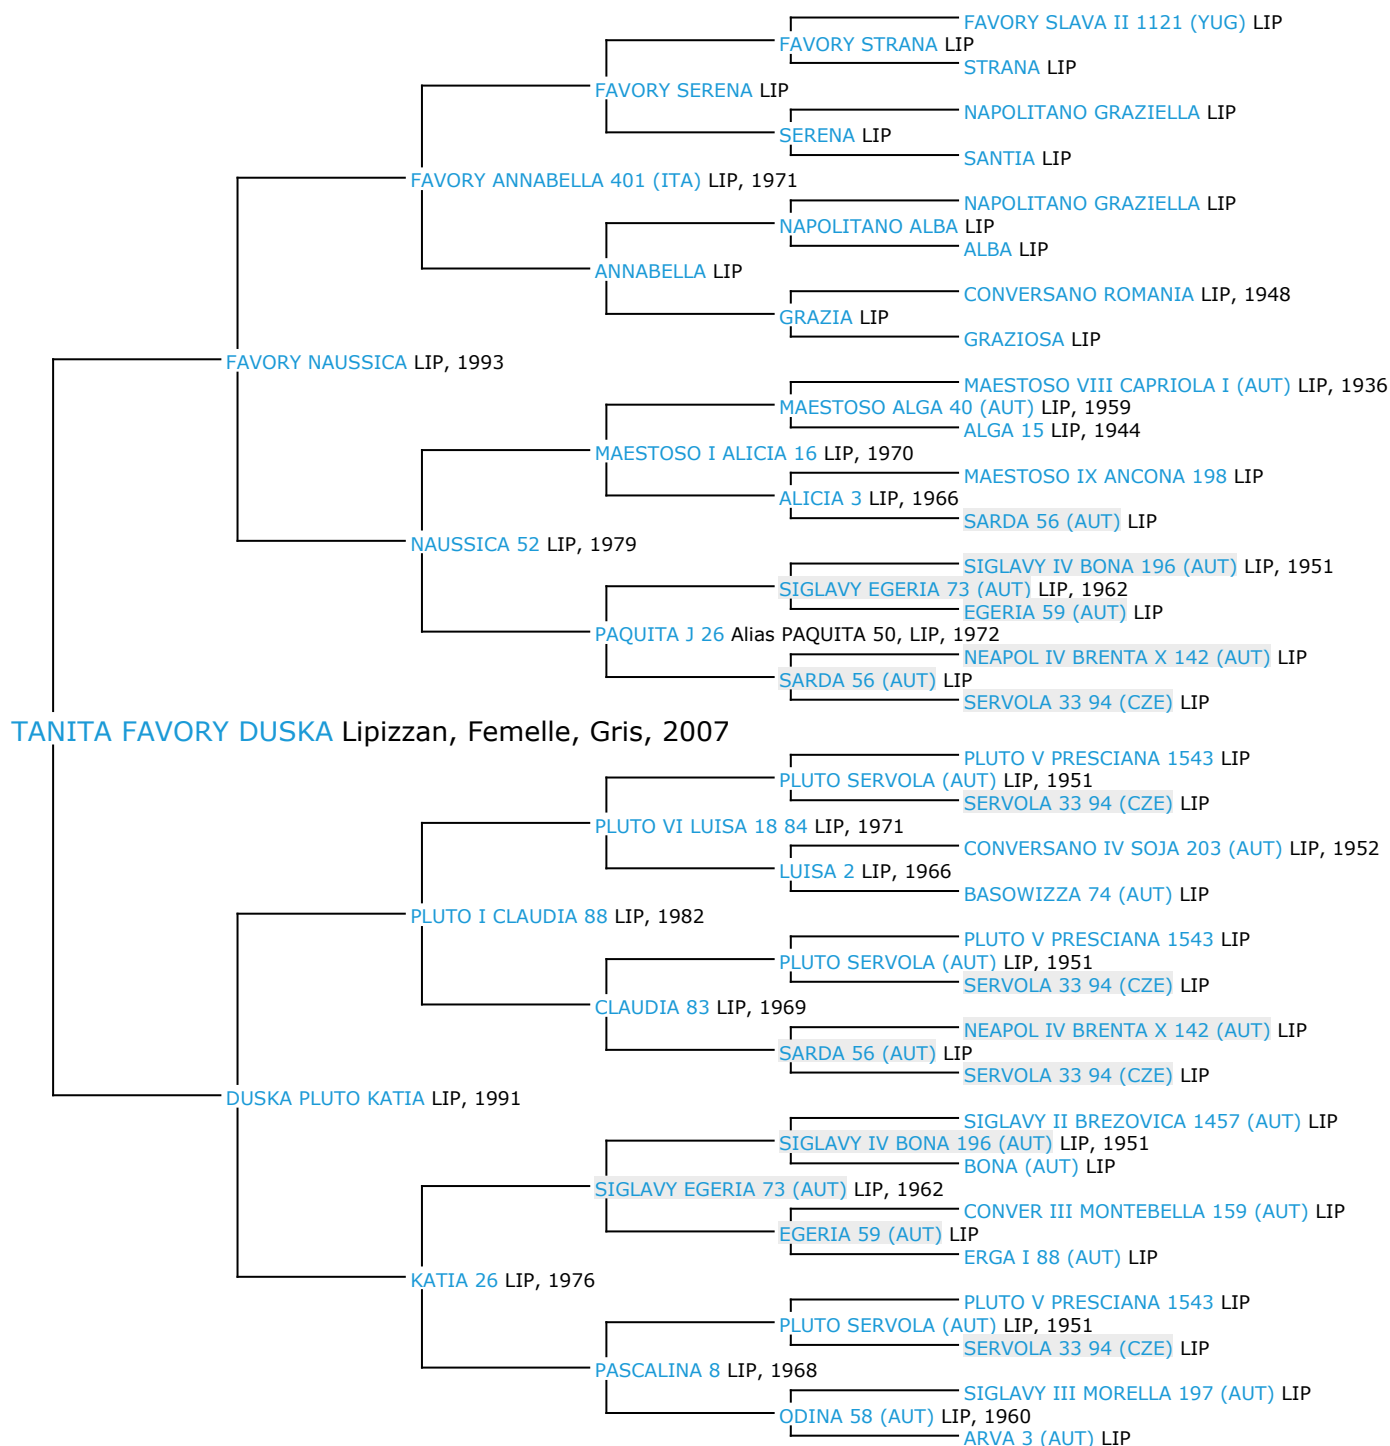 FAVORY SLAVA II 1121 (YUG) LIP
FAVORY STRANA LIP
STRANA LIP
FAVORY SERENA LIP
NAPOLITANO GRAZIELLA LIP
SERENA LIP
SANTIA LIP
FAVORY ANNABELLA 401 (ITA) LIP, 1971
NAPOLITANO GRAZIELLA LIP
NAPOLITANO ALBA LIP
ALBA LIP
ANNABELLA LIP
CONVERSANO ROMANIA LIP, 1948
GRAZIA LIP
GRAZIOSA LIP
FAVORY NAUSSICA LIP, 1993
MAESTOSO VIII CAPRIOLA I (AUT) LIP, 1936
MAESTOSO ALGA 40 (AUT) LIP, 1959
ALGA 15 LIP, 1944
MAESTOSO I ALICIA 16 LIP, 1970
MAESTOSO IX ANCONA 198 LIP
ALICIA 3 LIP, 1966
SARDA 56 (AUT) LIP
NAUSSICA 52 LIP, 1979
SIGLAVY IV BONA 196 (AUT) LIP, 1951
SIGLAVY EGERIA 73 (AUT) LIP, 1962
EGERIA 59 (AUT) LIP
PAQUITA J 26 Alias PAQUITA 50, LIP, 1972
NEAPOL IV BRENTA X 142 (AUT) LIP
SARDA 56 (AUT) LIP
SERVOLA 33 94 (CZE) LIP
TANITA FAVORY DUSKA Lipizzan, Femelle, Gris, 2007
PLUTO V PRESCIANA 1543 LIP
PLUTO SERVOLA (AUT) LIP, 1951
SERVOLA 33 94 (CZE) LIP
PLUTO VI LUISA 18 84 LIP, 1971
CONVERSANO IV SOJA 203 (AUT) LIP, 1952
LUISA 2 LIP, 1966
BASOWIZZA 74 (AUT) LIP
PLUTO I CLAUDIA 88 LIP, 1982
PLUTO V PRESCIANA 1543 LIP
PLUTO SERVOLA (AUT) LIP, 1951
SERVOLA 33 94 (CZE) LIP
CLAUDIA 83 LIP, 1969
NEAPOL IV BRENTA X 142 (AUT) LIP
SARDA 56 (AUT) LIP
SERVOLA 33 94 (CZE) LIP
DUSKA PLUTO KATIA LIP, 1991
SIGLAVY II BREZOVICA 1457 (AUT) LIP
SIGLAVY IV BONA 196 (AUT) LIP, 1951
BONA (AUT) LIP
SIGLAVY EGERIA 73 (AUT) LIP, 1962
CONVER III MONTEBELLA 159 (AUT) LIP
EGERIA 59 (AUT) LIP
ERGA I 88 (AUT) LIP
KATIA 26 LIP, 1976
PLUTO V PRESCIANA 1543 LIP
PLUTO SERVOLA (AUT) LIP, 1951
SERVOLA 33 94 (CZE) LIP
PASCALINA 8 LIP, 1968
SIGLAVY III MORELLA 197 (AUT) LIP
ODINA 58 (AUT) LIP, 1960
ARVA 3 (AUT) LIP